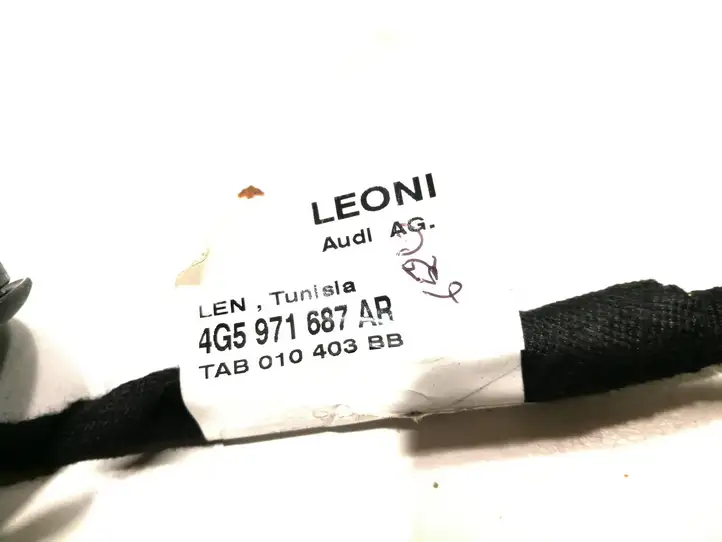 LEONI
Audi AG.
LEN , Tunisia
4G5 971 687 AR
TAB 010 403 BB